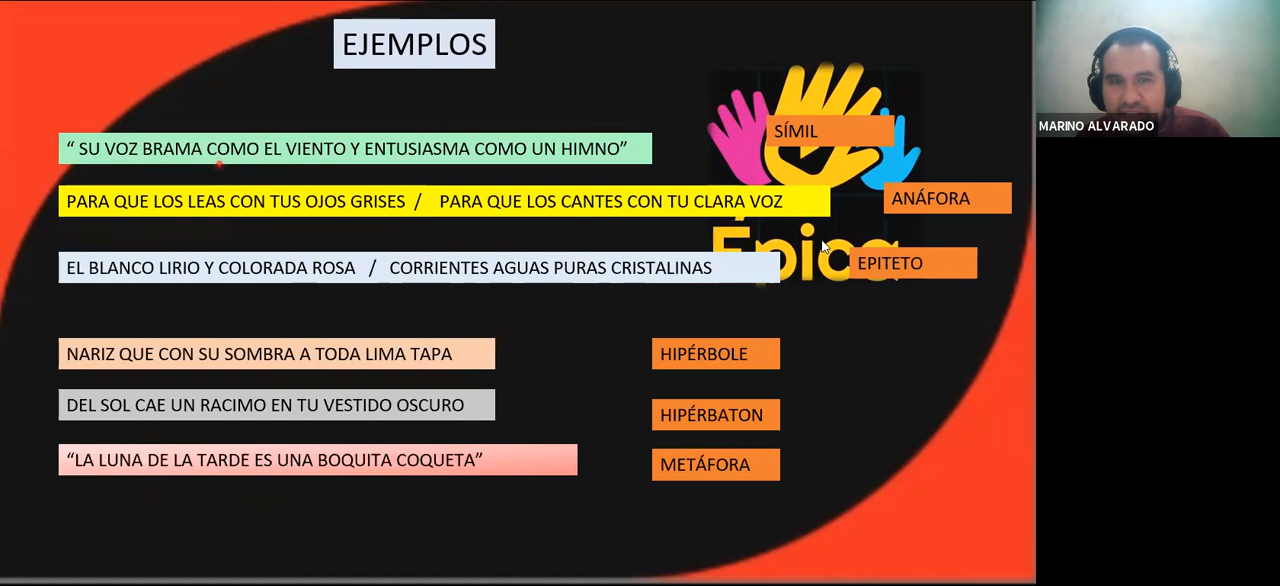 EJEMPLOS
“ SU VOZ BRAMA COMO EL VIENTO Y ENTUSIASMA COMO UN HIMNO”
SÍMIL
PARA QUE LOS LEAS CON TUS OJOS GRISES / PARA QUE LOS CANTES CON TU CLARA VOZ
ANÁFORA
Épica
EL BLANCO LIRIO Y COLORADA ROSA / CORRIENTES AGUAS PURAS CRISTALINAS
EPITETO
NARIZ QUE CON SU SOMBRA A TODA LIMA TAPA
HIPÉRBOLE
DEL SOL CAE UN RACIMO EN TU VESTIDO OSCURO
HIPÉRBATON
“LA LUNA DE LA TARDE ES UNA BOQUITA COQUETA”
METÁFORA
MARINO ALVARADO